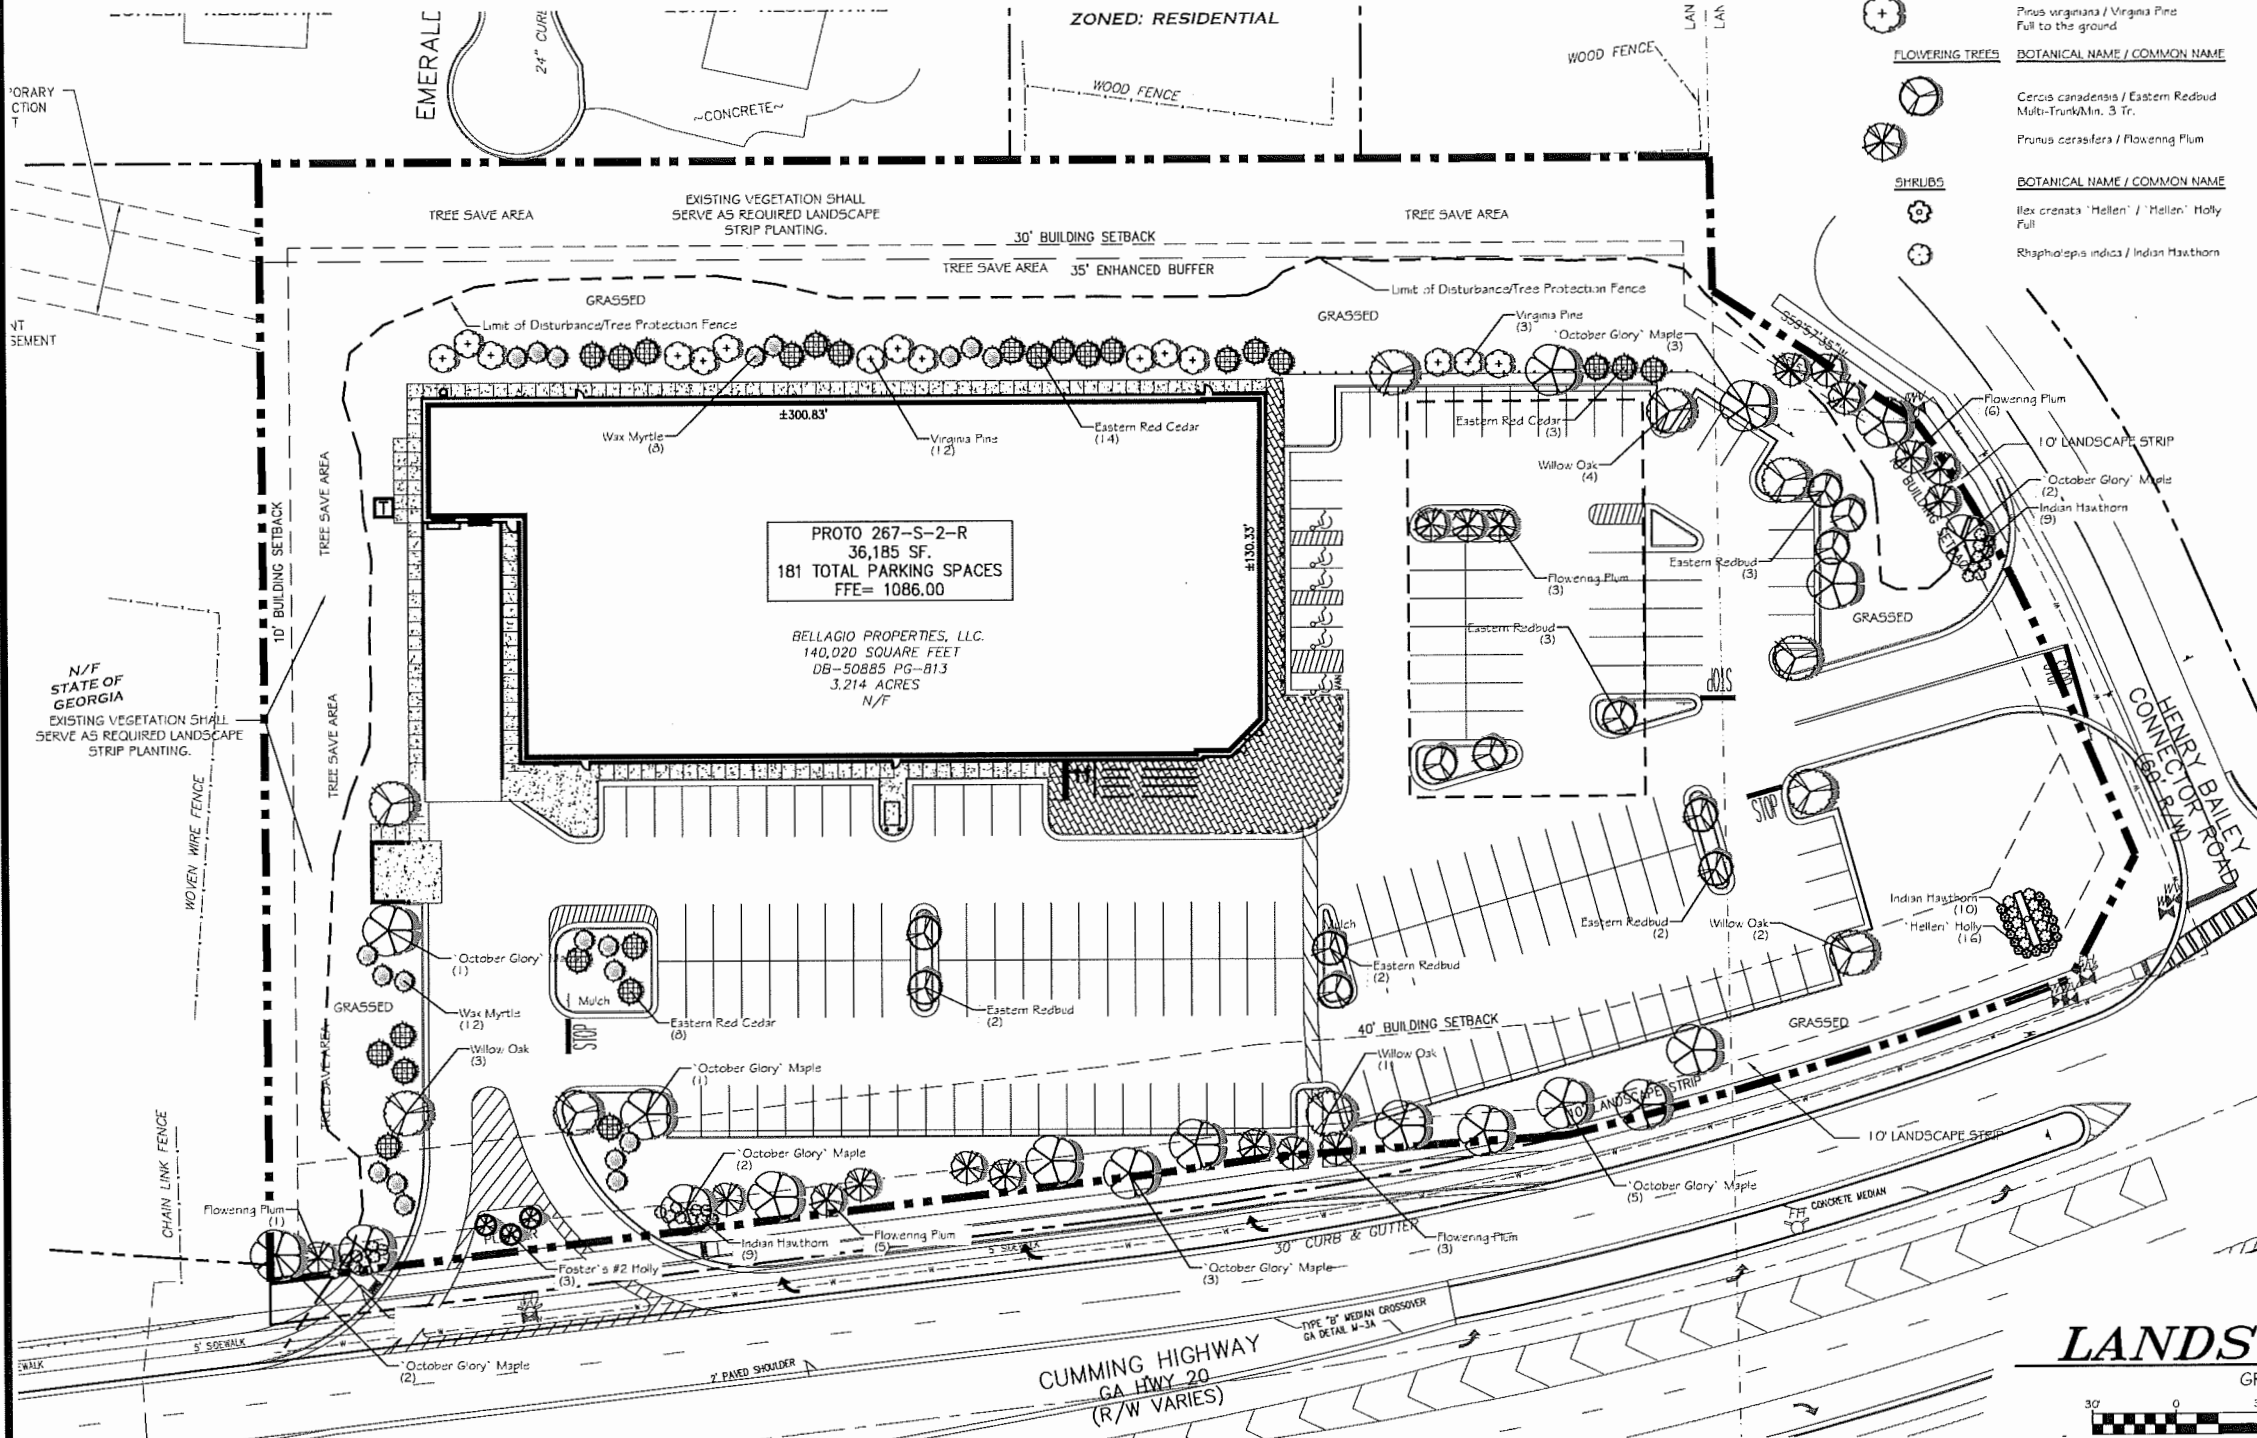 EMERALD
24" CURB
ZONED: RESIDENTIAL
WOOD FENCE
WOOD FENCE
~CONCRETE~
Pinus virginiana / Virginia Pine
Full to the ground
FLOWERING TREES
BOTANICAL NAME / COMMON NAME
Cercis canadensis / Eastern Redbud
Multi-Trunk/Min. 3 Tr.
Prunus cerasifera / Flowering Plum
SHRUBS
BOTANICAL NAME / COMMON NAME
Ilex crenata 'Helleri' / 'Helleri' Holly
Full
Rhaphiolepis indica / Indian Hawthorn
TREE SAVE AREA
EXISTING VEGETATION SHALL
SERVE AS REQUIRED LANDSCAPE
STRIP PLANTING.
TREE SAVE AREA
30' BUILDING SETBACK
TREE SAVE AREA
35' ENHANCED BUFFER
GRASSED
Limit of Disturbance/Tree Protection Fence
Limit of Disturbance/Tree Protection Fence
GRASSED
Virginia Pine
(3)
'October Glory' Maple
(3)
S59°57'35"W
±300.83'
Wax Myrtle
(8)
Virginia Pine
(12)
Eastern Red Cedar
(14)
Eastern Red Cedar
(3)
Willow Oak
(4)
Flowering Plum
(6)
10' LANDSCAPE STRIP
'October Glory' Maple
(2)
Indian Hawthorn
(9)
BUILDING SETBACK
PROTO 267-S-2-R
36,185 SF.
181 TOTAL PARKING SPACES
FFE= 1086.00
±130.33'
BELLAGIO PROPERTIES, LLC.
140,020 SQUARE FEET
DB-50885 PG-813
3.214 ACRES
N/F
T
TREE SAVE AREA
10' BUILDING SETBACK
TREE SAVE AREA
N/F
STATE OF
GEORGIA
EXISTING VEGETATION SHALL
SERVE AS REQUIRED LANDSCAPE
STRIP PLANTING.
WOVEN WIRE FENCE
Flowering Plum
(3)
Eastern Redbud
(3)
Eastern Redbud
(3)
GRASSED
VAN
STOP
STOP
STOP
HENRY BAILEY
CONNECTOR ROAD
(60' R/W)
Indian Hawthorn
(10)
'Helleri' Holly
(16)
Eastern Redbud
(2)
Willow Oak
(2)
Mulch
Eastern Redbud
(2)
'October Glory' Maple
(1)
Mulch
Eastern Red Cedar
(8)
Eastern Redbud
(2)
STOP
GRASSED
Wax Myrtle
(12)
Willow Oak
(3)
TREE SAVE AREA
40' BUILDING SETBACK
GRASSED
Willow Oak
(1)
'October Glory' Maple
(1)
10' LANDSCAPE STRIP
10' LANDSCAPE STRIP
CHAIN LINK FENCE
'October Glory' Maple
(2)
'October Glory' Maple
(5)
Flowering Plum
(1)
Indian Hawthorn
(9)
Flowering Plum
(5)
Flowering Plum
(3)
5' SIDEWALK
30" CURB & GUTTER
FH
CONCRETE MEDIAN
Foster's #2 Holly
(3)
'October Glory' Maple
(3)
5' SIDEWALK
'October Glory' Maple
(2)
2' PAVED SHOULDER
TYPE "B" MEDIAN CROSSOVER
GA DETAIL M-3A
CUMMING HIGHWAY
GA HWY 20
(R/W VARIES)
LANDS
30'
0